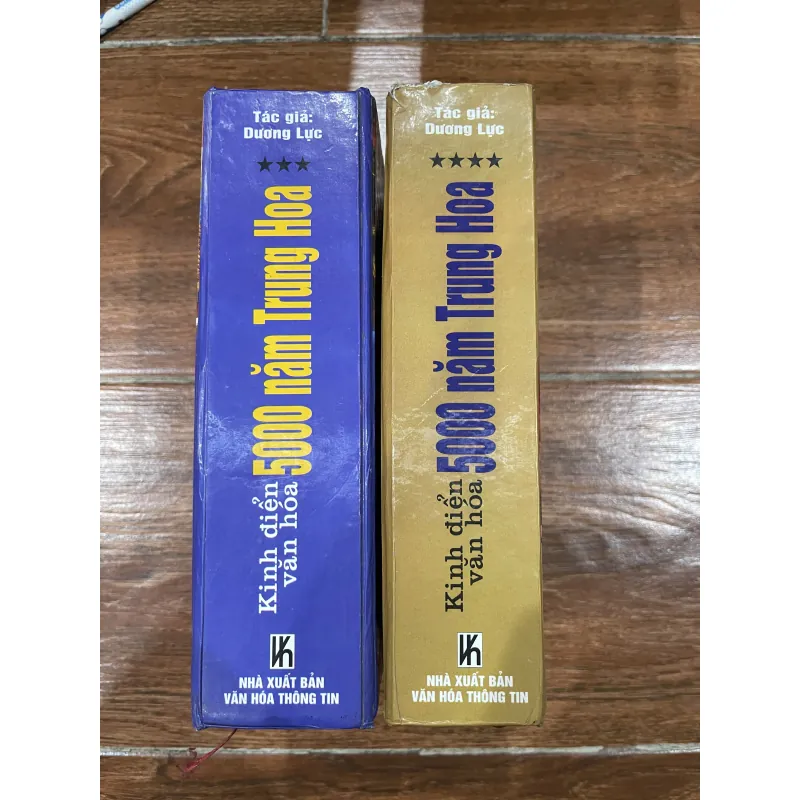 Tác giả:
Dương Lực
★★★
Kinh điển
văn hóa
5000 năm Trung Hoa
NHÀ XUẤT BẢN
VĂN HÓA THÔNG TIN
Tác giả:
Dương Lực
★★★★
Kinh điển
văn hóa
5000 năm Trung Hoa
NHÀ XUẤT BẢN
VĂN HÓA THÔNG TIN